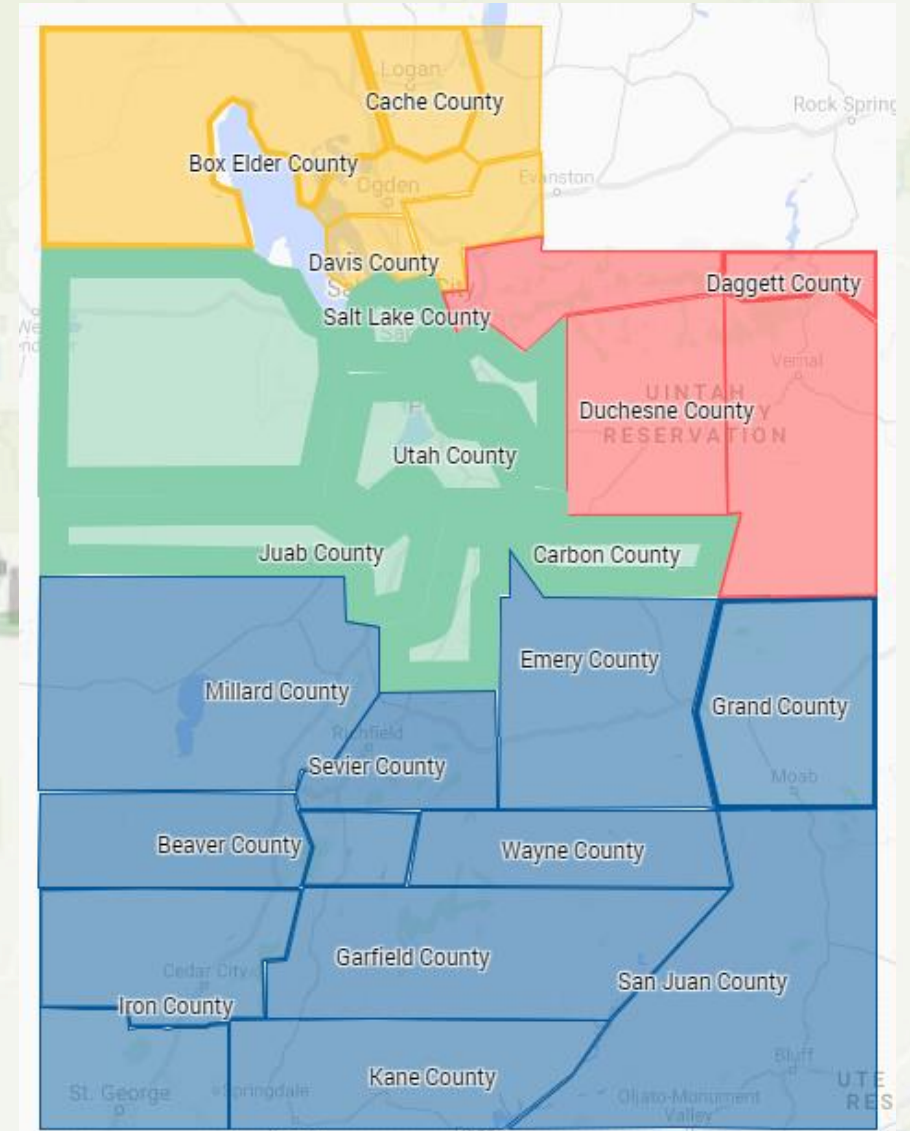 Logan
Cache County
Rock Spring
Box Elder County
Ogden
Evanston
Davis County
Daggett County
Salt Lake County
Vernal
UINTAH
Duchesne County
RESERVATION
Utah County
Juab County
Carbon County
Emery County
Millard County
Grand County
Richfield
Sevier County
Moab
Beaver County
Wayne County
Garfield County
Cedar City
San Juan County
Iron County
Bluff
Kane County
St. George
Springdale
Oljato-Monument
Valley
UTE
RES